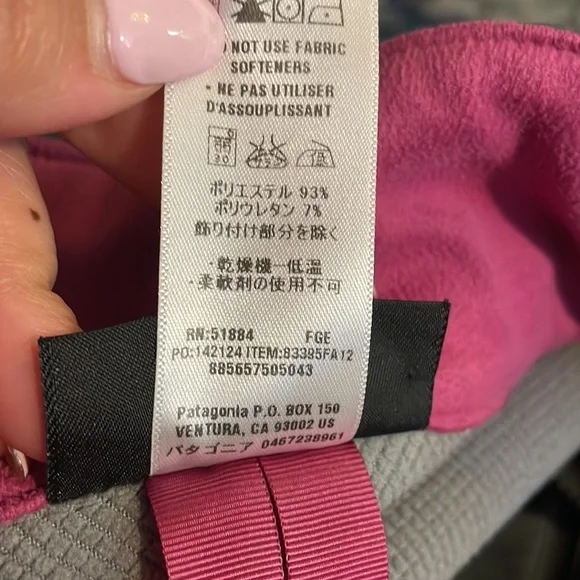 NOT USE FABRIC
SOFTENERS
・NE PAS UTILISER
D'ASSOUPLISSANT
ポリエステル 93%
ポリウレタン 7%
飾り付け部分を除く
・乾燥機－低温
・柔軟剤の使用不可
RN:51884 FGE
PO:142124 ITEM:83395FA12
885657505043
Patagonia P.O. BOX 150
VENTURA, CA 93002 US
パタゴニア 0467238961